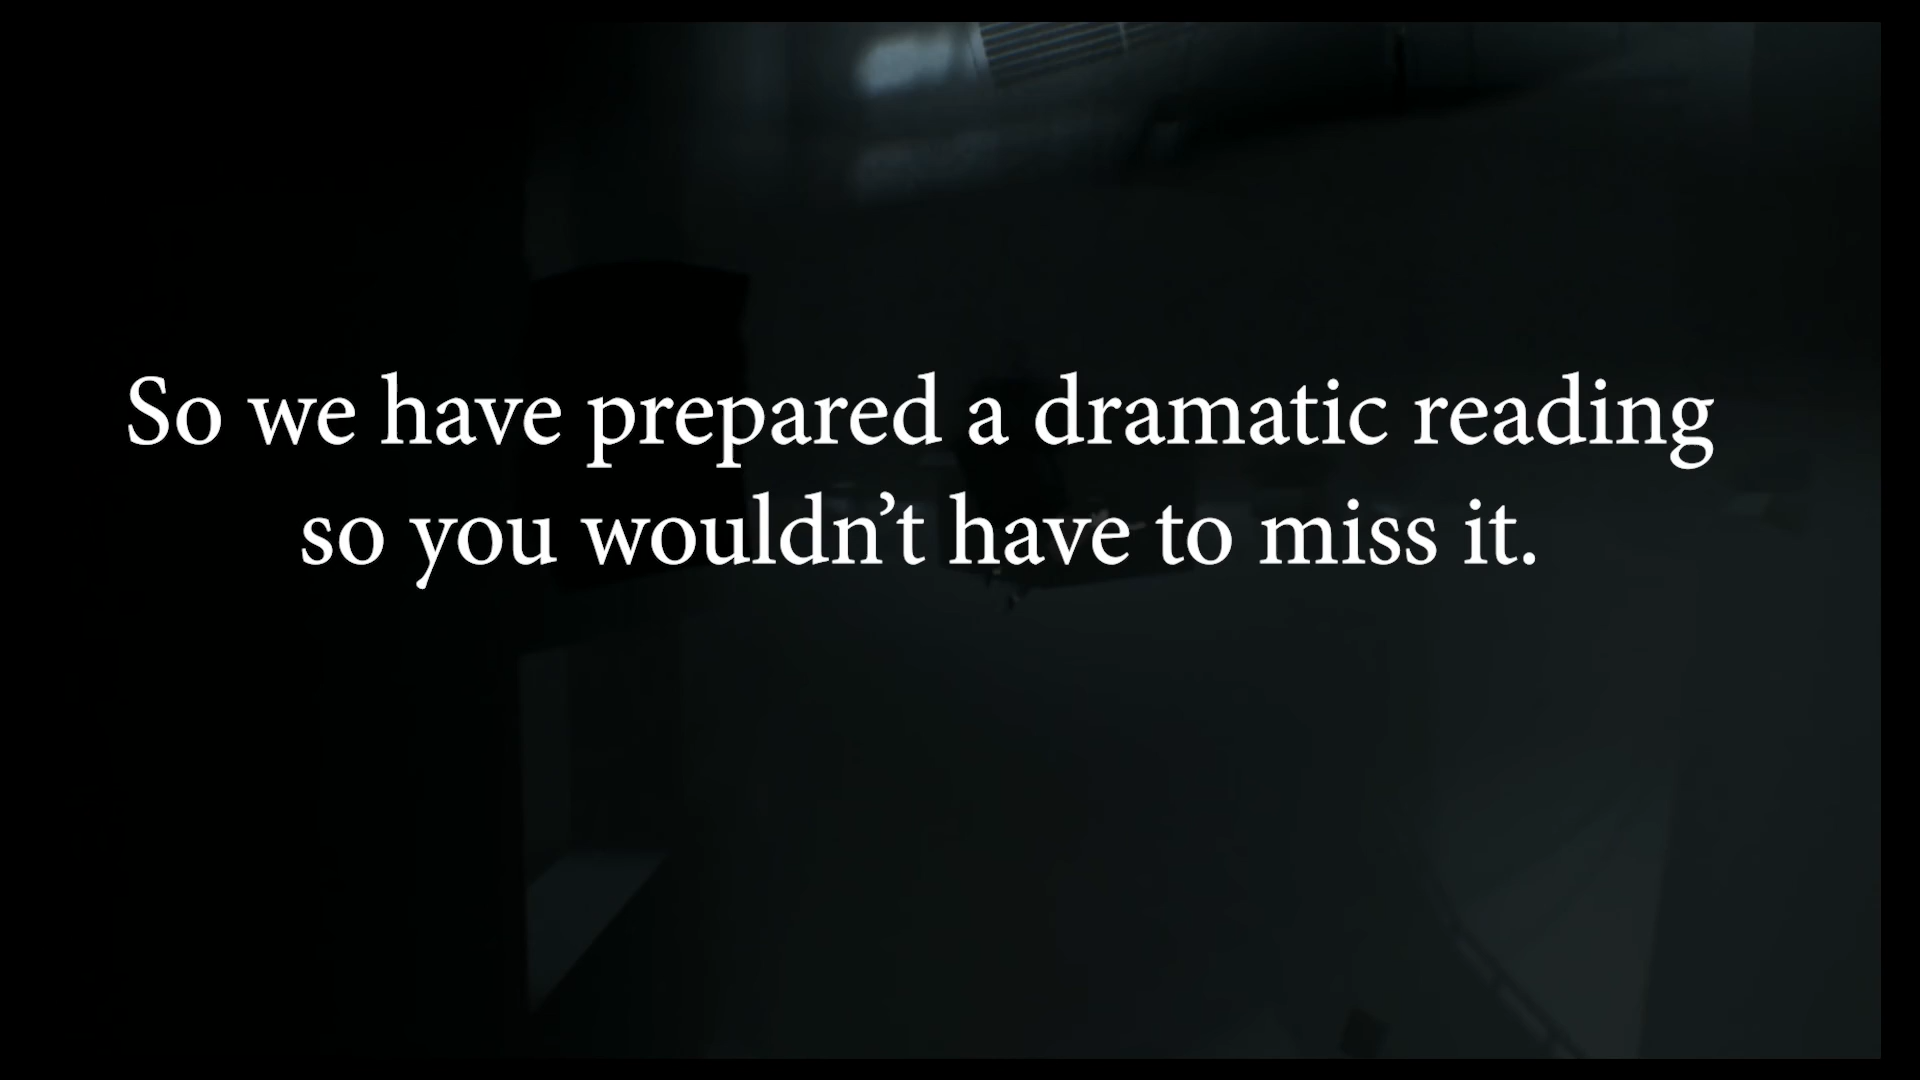 So we have prepared a dramatic reading
so you wouldn’t have to miss it.